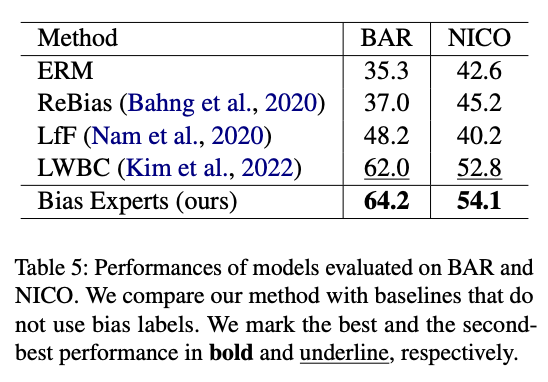 Method BAR NICO
ERM 35.3 42.6
ReBias (Bahng et al., 2020) 37.0 45.2
LfF (Nam et al., 2020) 48.2 40.2
LWBC (Kim et al., 2022) 62.0 52.8
Bias Experts (ours) 64.2 54.1
Table 5: Performances of models evaluated on BAR and
NICO. We compare our method with baselines that do
not use bias labels. We mark the best and the second-
best performance in bold and underline, respectively.